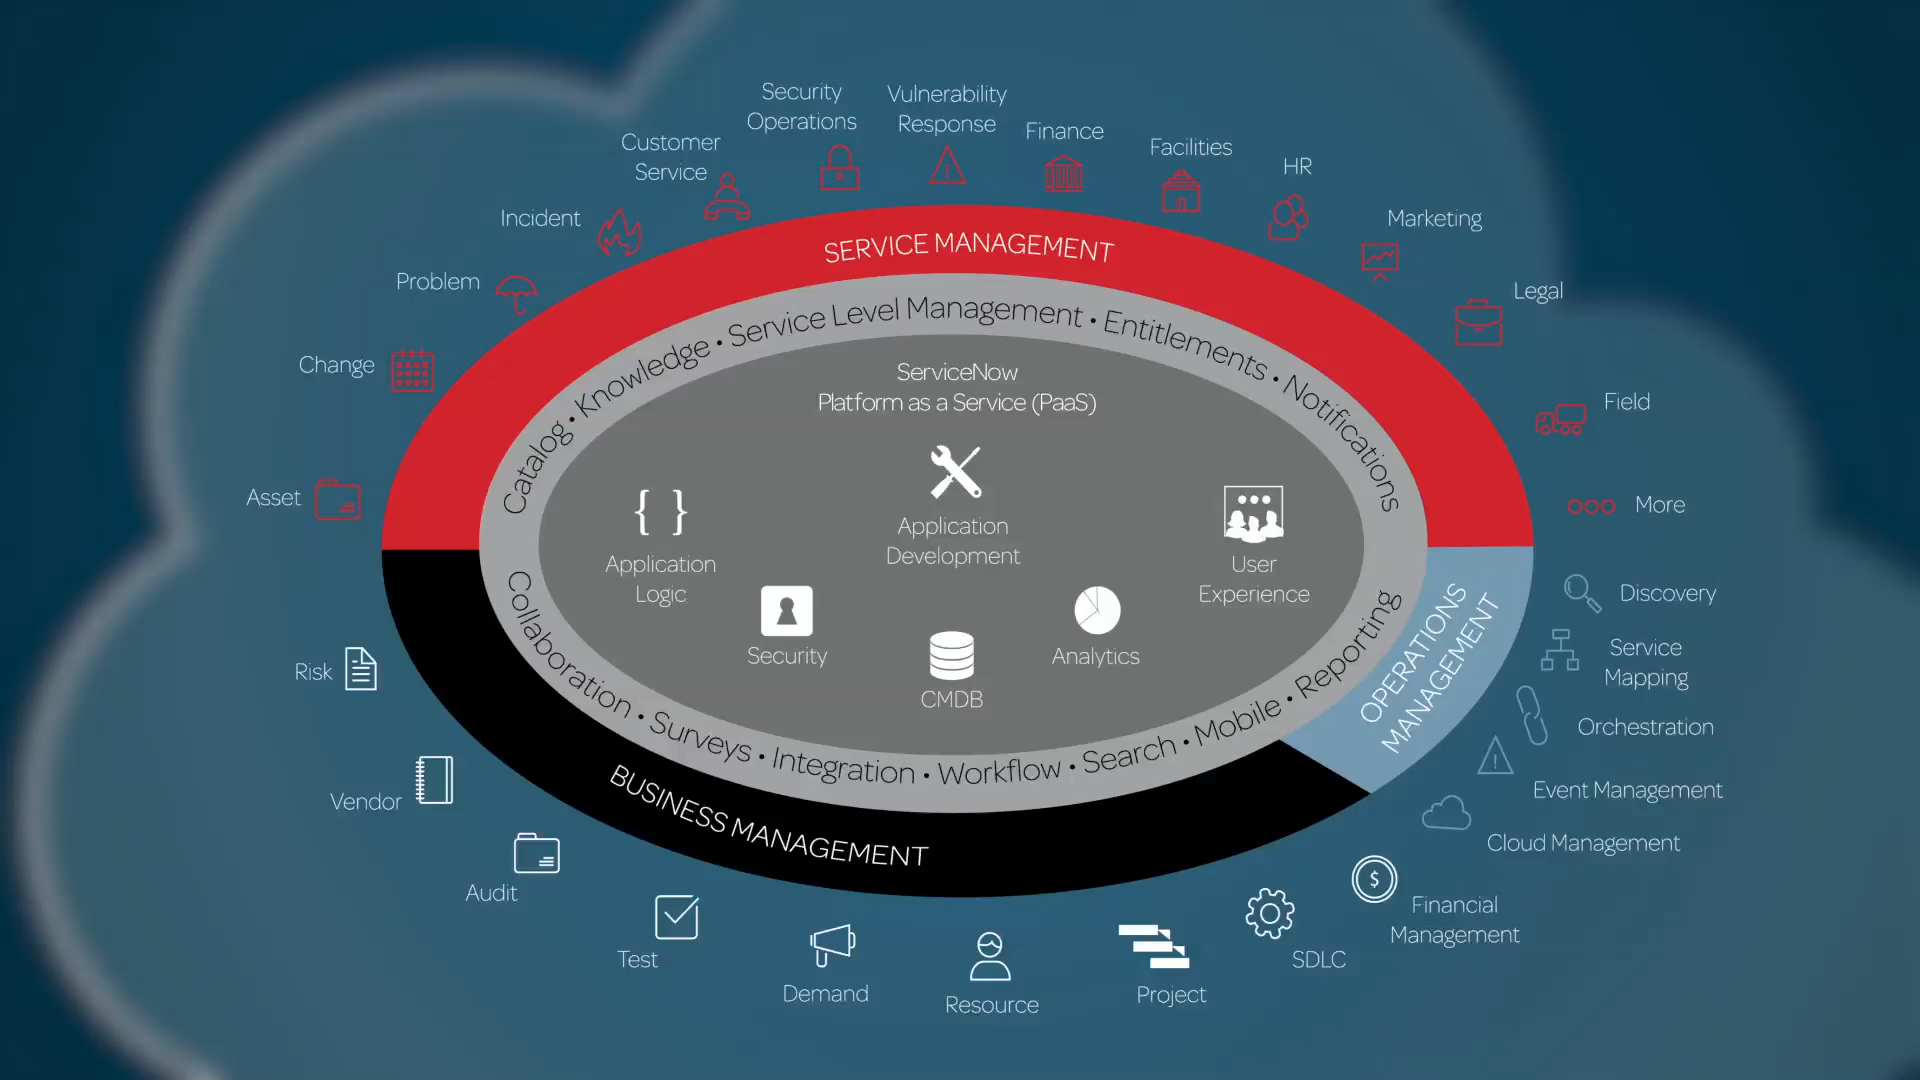 Security
Operations
Vulnerability
Response
Customer
Service
Finance
Facilities
HR
Incident
Marketing
Problem
Legal
Change
Field
Asset
More
SERVICE MANAGEMENT
Catalog • Knowledge • Service Level Management • Entitlements • Notifications
ServiceNow
Platform as a Service (PaaS)
{ }
Application
Logic
Application
Development
User
Experience
Security
CMDB
Analytics
Collaboration • Surveys • Integration • Workflow • Search • Mobile • Reporting
OPERATIONS
MANAGEMENT
BUSINESS MANAGEMENT
Discovery
Service
Mapping
Orchestration
Event Management
Cloud Management
Risk
Vendor
Audit
Test
Demand
Resource
Project
SDLC
$
Financial
Management